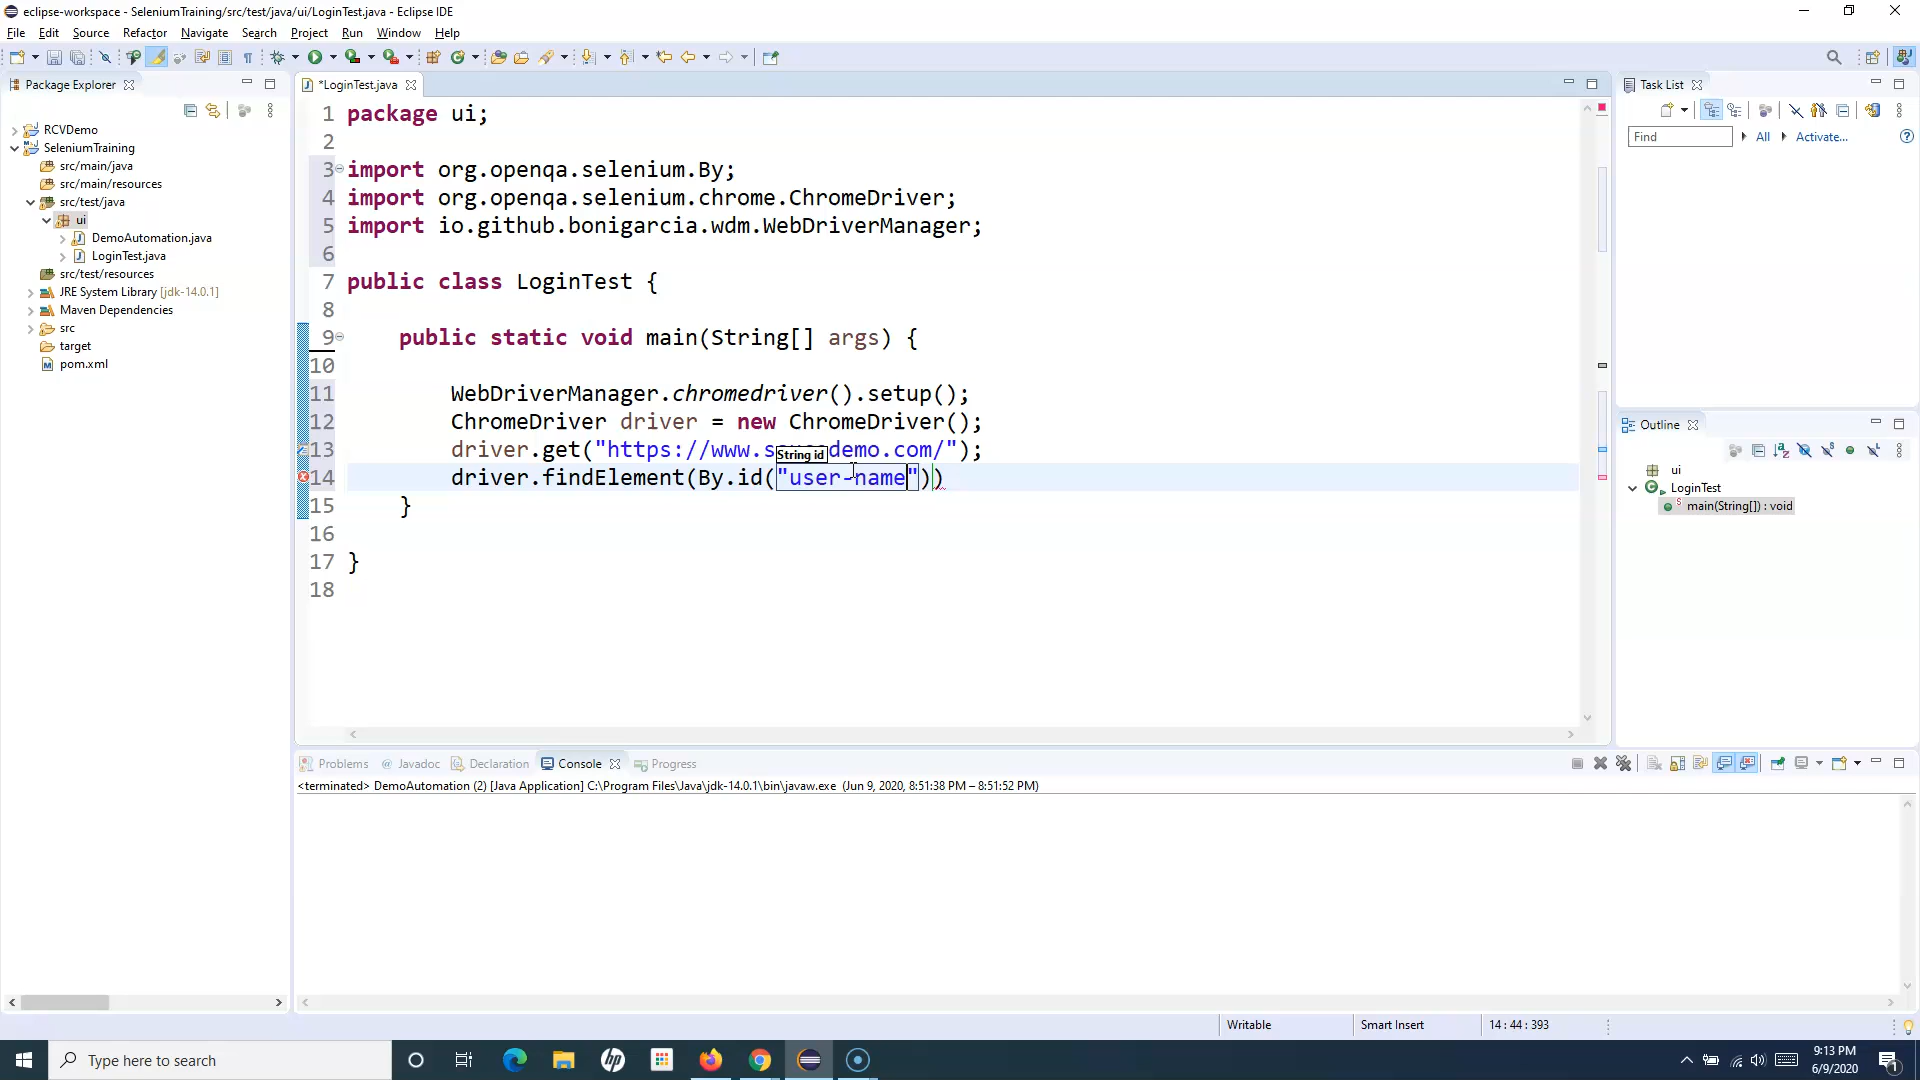 eclipse-workspace - SeleniumTraining/src/test/java/ui/LoginTest.java - Eclipse IDE
File Edit Source Refactor Navigate Search Project Run Window Help
Package Explorer
RCVDemo
SeleniumTraining
src/main/java
src/main/resources
src/test/java
ui
DemoAutomation.java
LoginTest.java
src/test/resources
JRE System Library [jdk-14.0.1]
Maven Dependencies
src
target
pom.xml
*LoginTest.java
1 package ui;
2
3 import org.openqa.selenium.By;
4 import org.openqa.selenium.chrome.ChromeDriver;
5 import io.github.bonigarcia.wdm.WebDriverManager;
6
7 public class LoginTest {
8
9 public static void main(String[] args) {
10
11 WebDriverManager.chromedriver().setup();
12 ChromeDriver driver = new ChromeDriver();
13 driver.get("https://www.saucedemo.com/");
String id
14 driver.findElement(By.id("user-name"))
15 }
16
17 }
18
Task List
Find All Activate...
Outline
ui
LoginTest
main(String[]) : void
Problems Javadoc Declaration Console Progress
<terminated> DemoAutomation (2) [Java Application] C:\Program Files\Java\jdk-14.0.1\bin\javaw.exe (Jun 9, 2020, 8:51:38 PM – 8:51:52 PM)
Writable Smart Insert 14 : 44 : 393
Type here to search
9:13 PM
6/9/2020
1